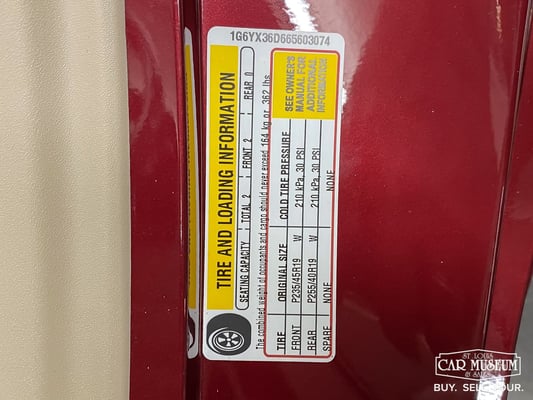 1G6YX36D665603074
TIRE AND LOADING INFORMATION
SEATING CAPACITY TOTAL 2 FRONT 2 REAR 0
The combined weight of occupants and cargo should never exceed 164 kg or 362 lbs.
TIRE ORIGINAL SIZE COLD TIRE PRESSURE
FRONT P235/45R19 W 210 kPa, 30 PSI
REAR P255/40R19 W 210 kPa, 30 PSI
SPARE NONE NONE
SEE OWNER'S
MANUAL FOR
ADDITIONAL
INFORMATION
ST. LOUIS
CAR MUSEUM
& SALES
BUY. SELL. YOUR.